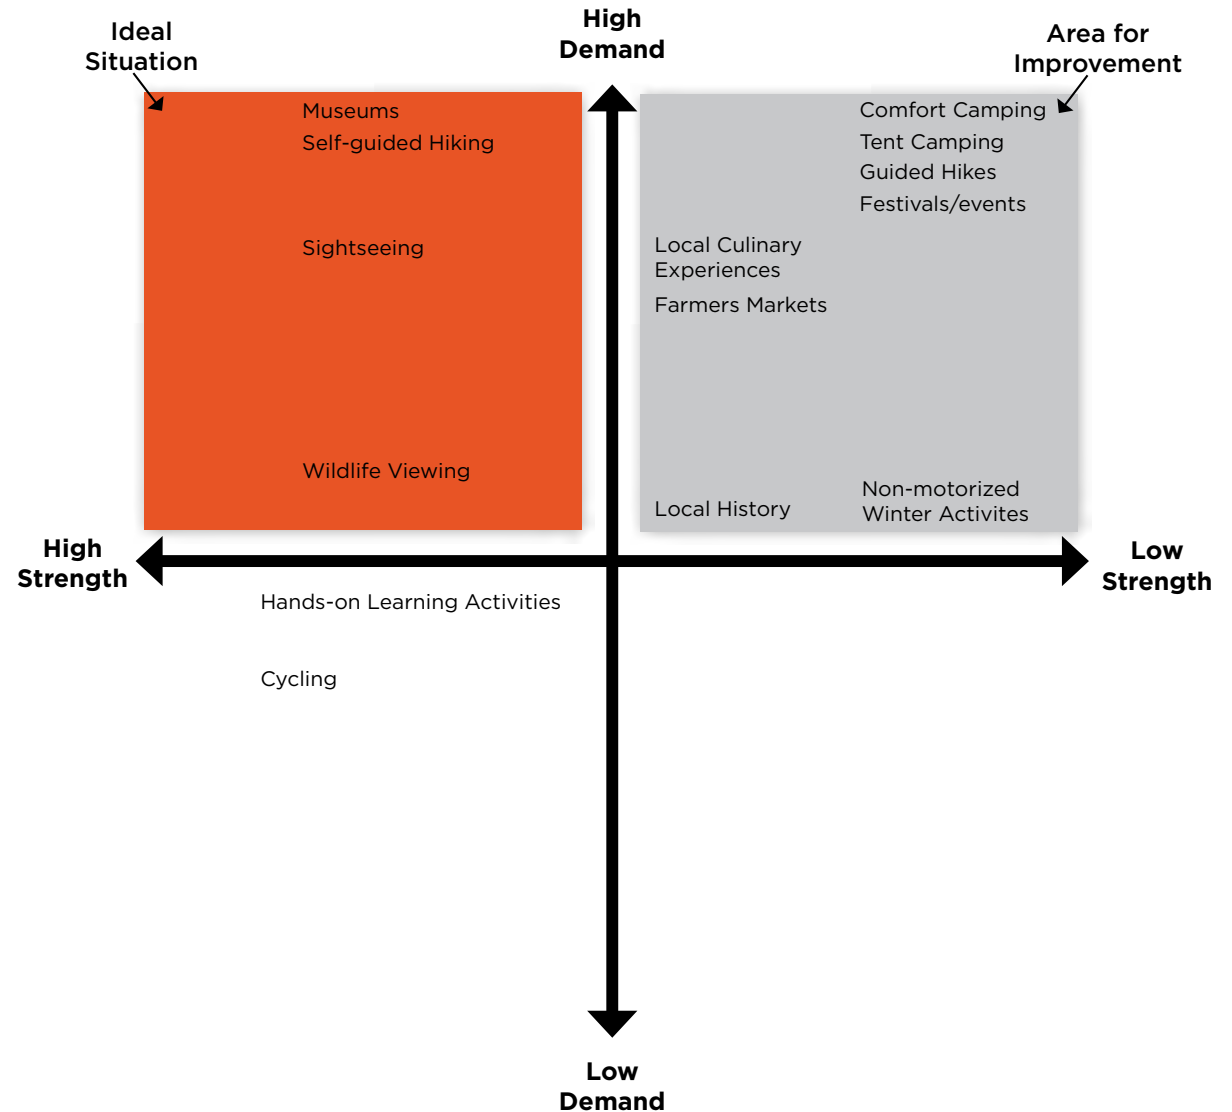 Ideal
Situation
High
Demand
Area for
Improvement
Museums
Self-guided Hiking
Sightseeing
Wildlife Viewing
Comfort Camping
Tent Camping
Guided Hikes
Festivals/events
Local Culinary
Experiences
Farmers Markets
Local History
Non-motorized
Winter Activites
High
Strength
Low
Strength
Hands-on Learning Activities
Cycling
Low
Demand